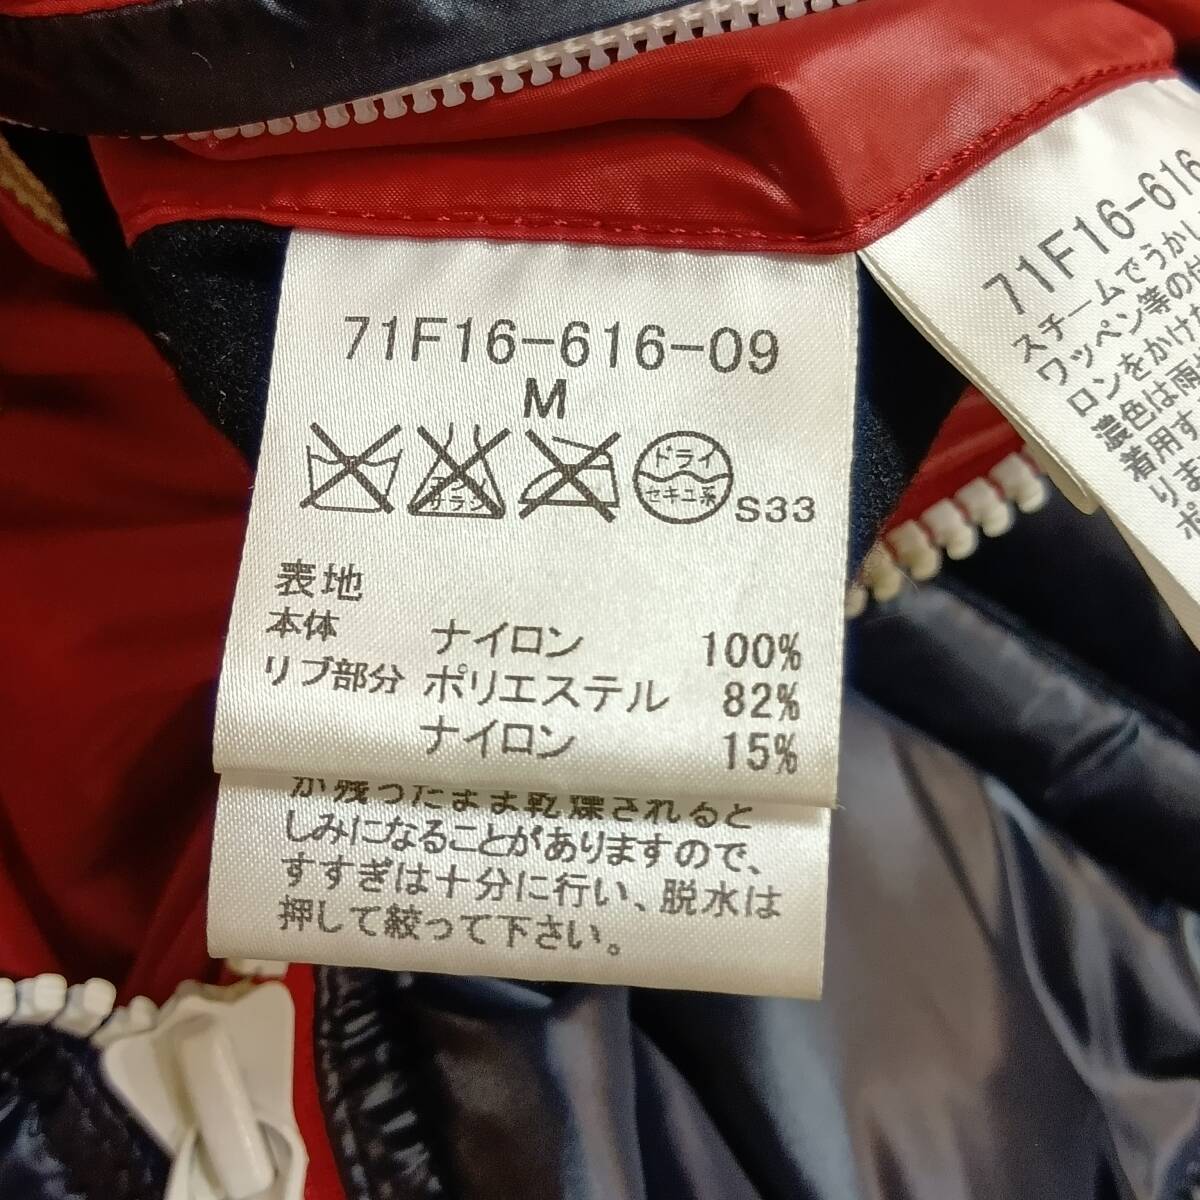 71F16-616-09
M
サラシ
ドライ
セキユ系
S33
表地
本体 ナイロン 100%
リブ部分 ポリエステル 82%
ナイロン 15%
が残ったまま乾燥されると
しみになることがありますので、
すすぎは十分に行い、脱水は
押して絞って下さい。
71F16-616
スチームでうかし
ワッペン等の
ロンをかけ
濃色は雨
着用す
りま
ポ